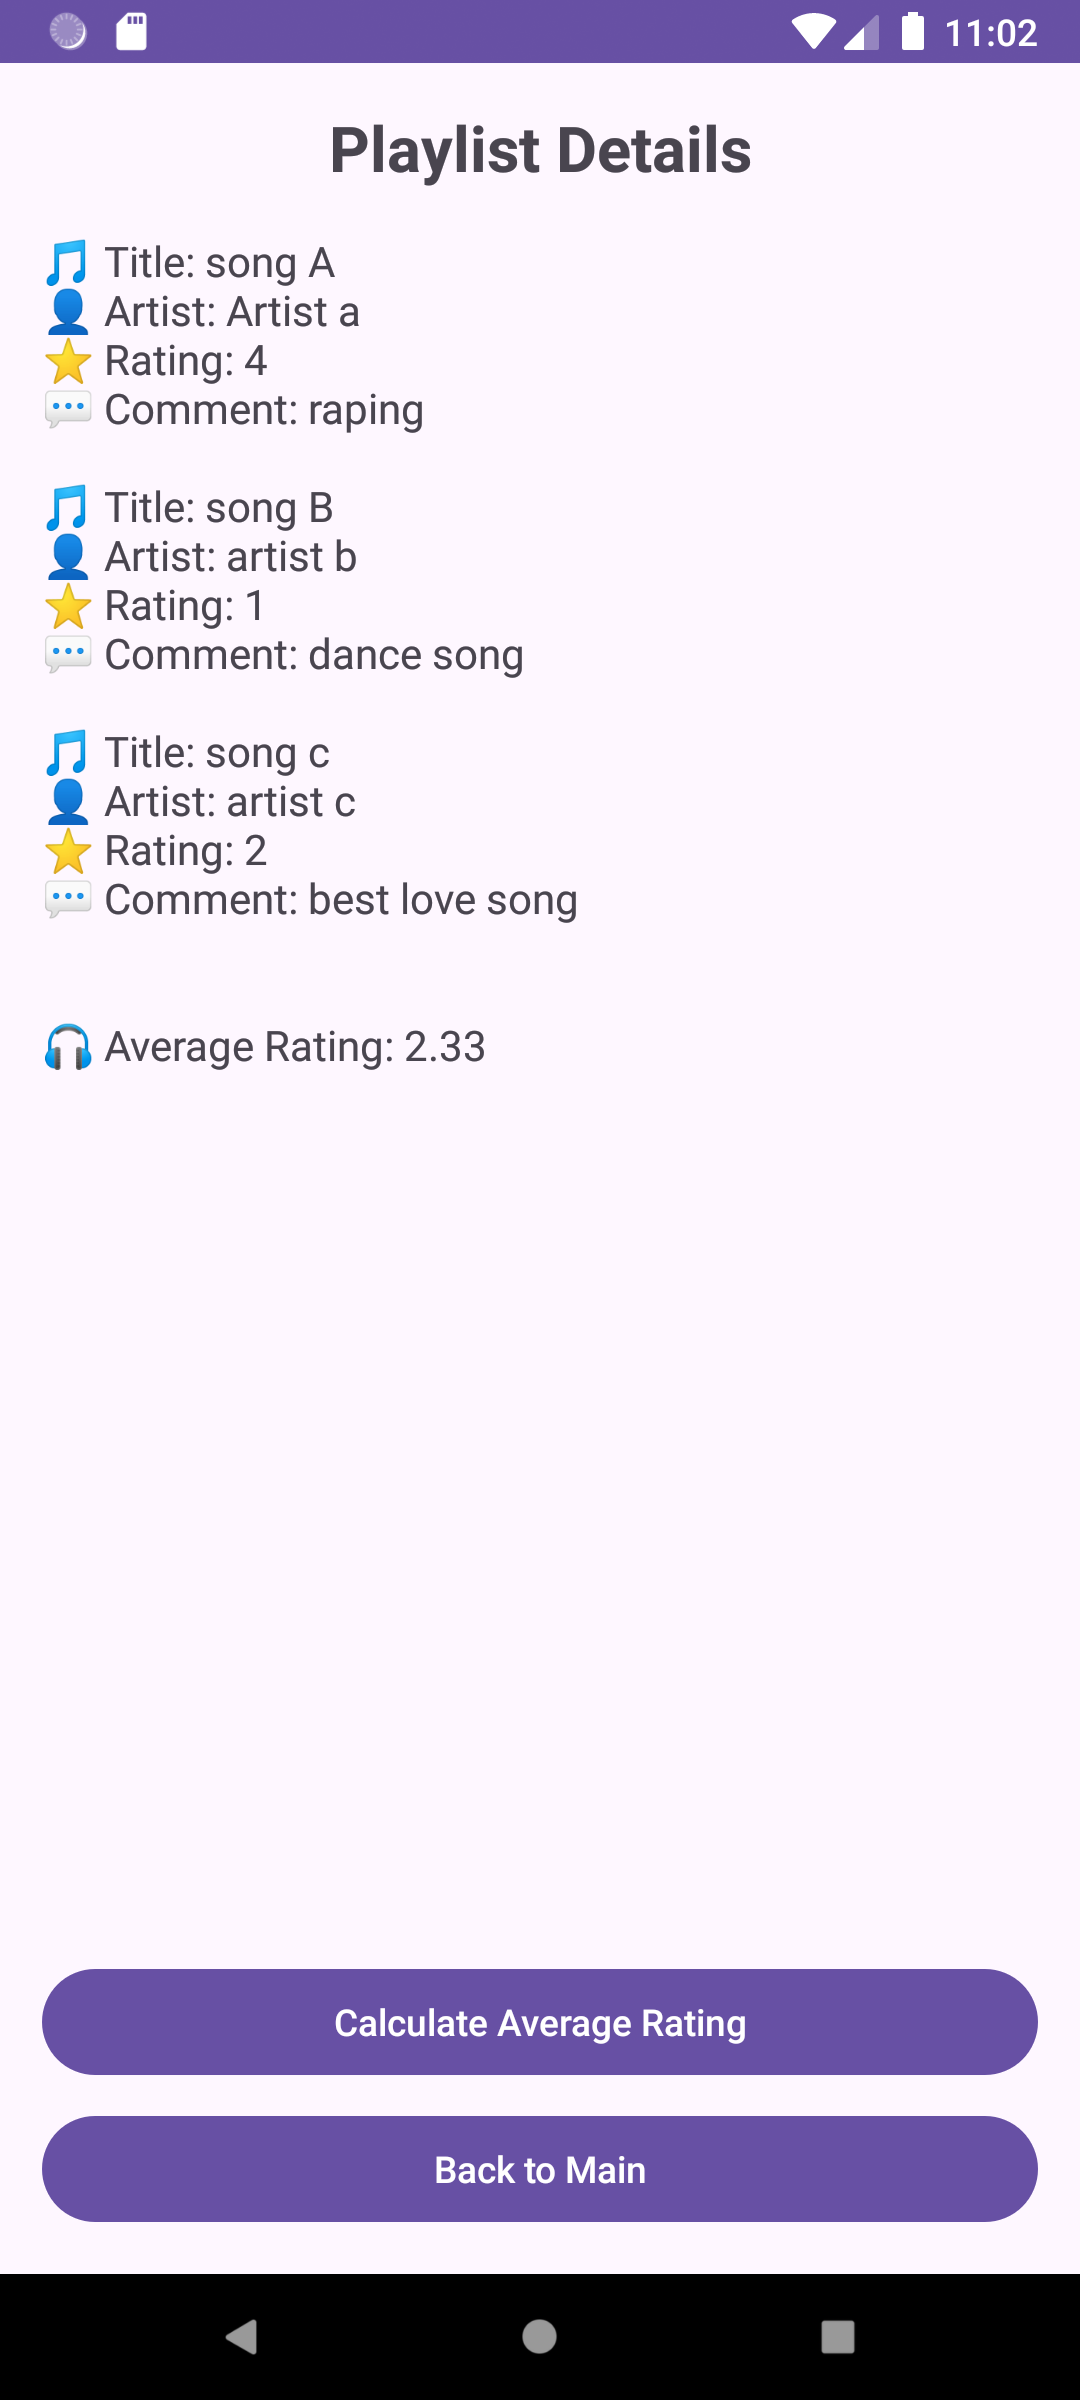 11:02
Playlist Details
🎵 Title: song A
👤 Artist: Artist a
⭐ Rating: 4
💬 Comment: raping
🎵 Title: song B
👤 Artist: artist b
⭐ Rating: 1
💬 Comment: dance song
🎵 Title: song c
👤 Artist: artist c
⭐ Rating: 2
💬 Comment: best love song
🎧 Average Rating: 2.33
Calculate Average Rating
Back to Main